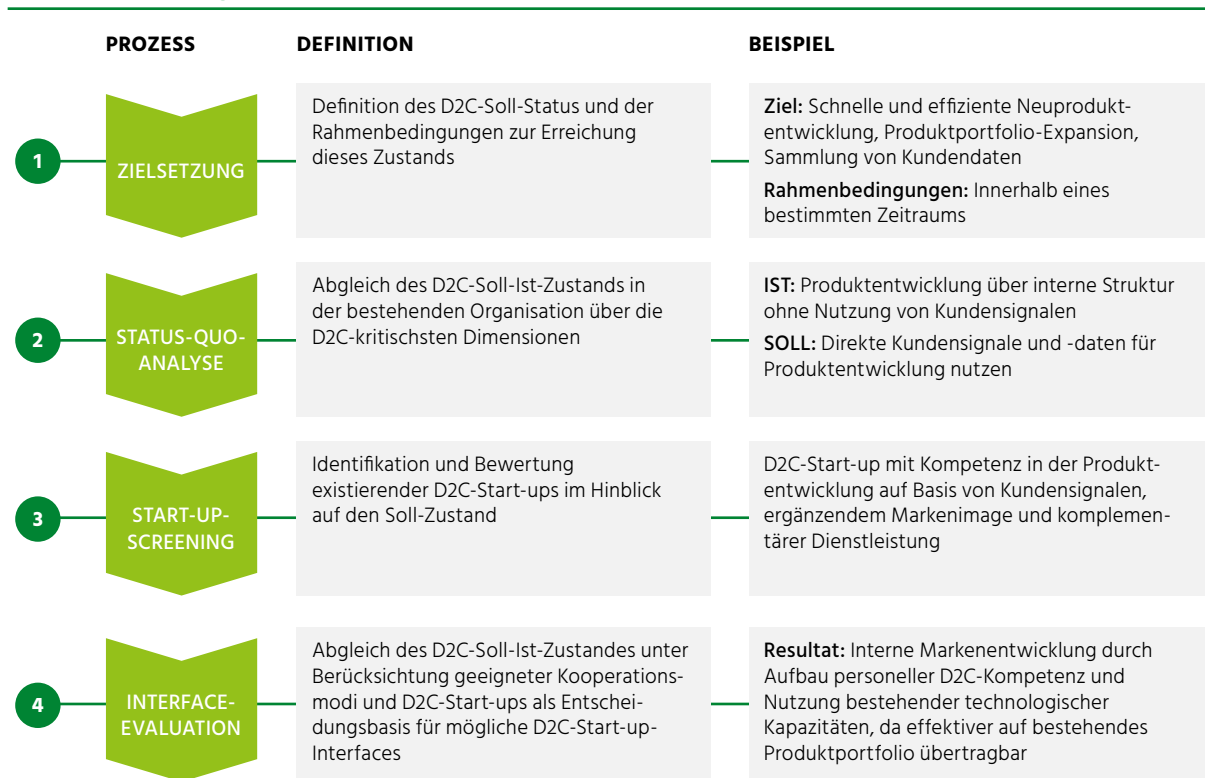 PROZESS
DEFINITION
BEISPIEL
1
ZIELSETZUNG
Definition des D2C-Soll-Status und der
Rahmenbedingungen zur Erreichung
dieses Zustands
Ziel: Schnelle und effiziente Neuprodukt-
entwicklung, Produktportfolio-Expansion,
Sammlung von Kundendaten
Rahmenbedingungen: Innerhalb eines
bestimmten Zeitraums
2
STATUS-QUO-
ANALYSE
Abgleich des D2C-Soll-Ist-Zustands in
der bestehenden Organisation über die
D2C-kritischsten Dimensionen
IST: Produktentwicklung über interne Struktur
ohne Nutzung von Kundensignalen
SOLL: Direkte Kundensignale und -daten für
Produktentwicklung nutzen
3
START-UP-
SCREENING
Identifikation und Bewertung
existierender D2C-Start-ups im Hinblick
auf den Soll-Zustand
D2C-Start-up mit Kompetenz in der Produkt-
entwicklung auf Basis von Kundensignalen,
ergänzendem Markenimage und komplemen-
tärer Dienstleistung
4
INTERFACE-
EVALUATION
Abgleich des D2C-Soll-Ist-Zustandes unter
Berücksichtung geeigneter Kooperations-
modi und D2C-Start-ups als Entschei-
dungsbasis für mögliche D2C-Start-up-
Interfaces
Resultat: Interne Markenentwicklung durch
Aufbau personeller D2C-Kompetenz und
Nutzung bestehender technologischer
Kapazitäten, da effektiver auf bestehendes
Produktportfolio übertragbar